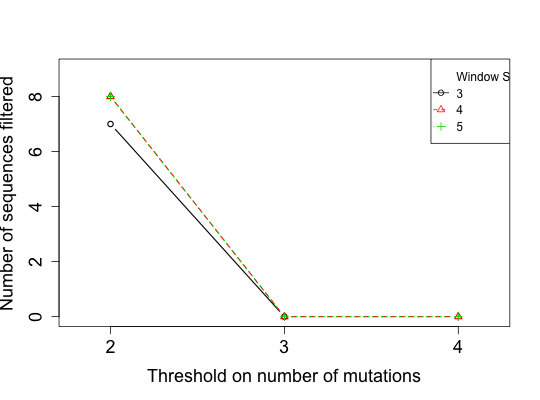 Window S
3
4
5
Number of sequences filtered
8
6
4
2
0
2 3 4
Threshold on number of mutations